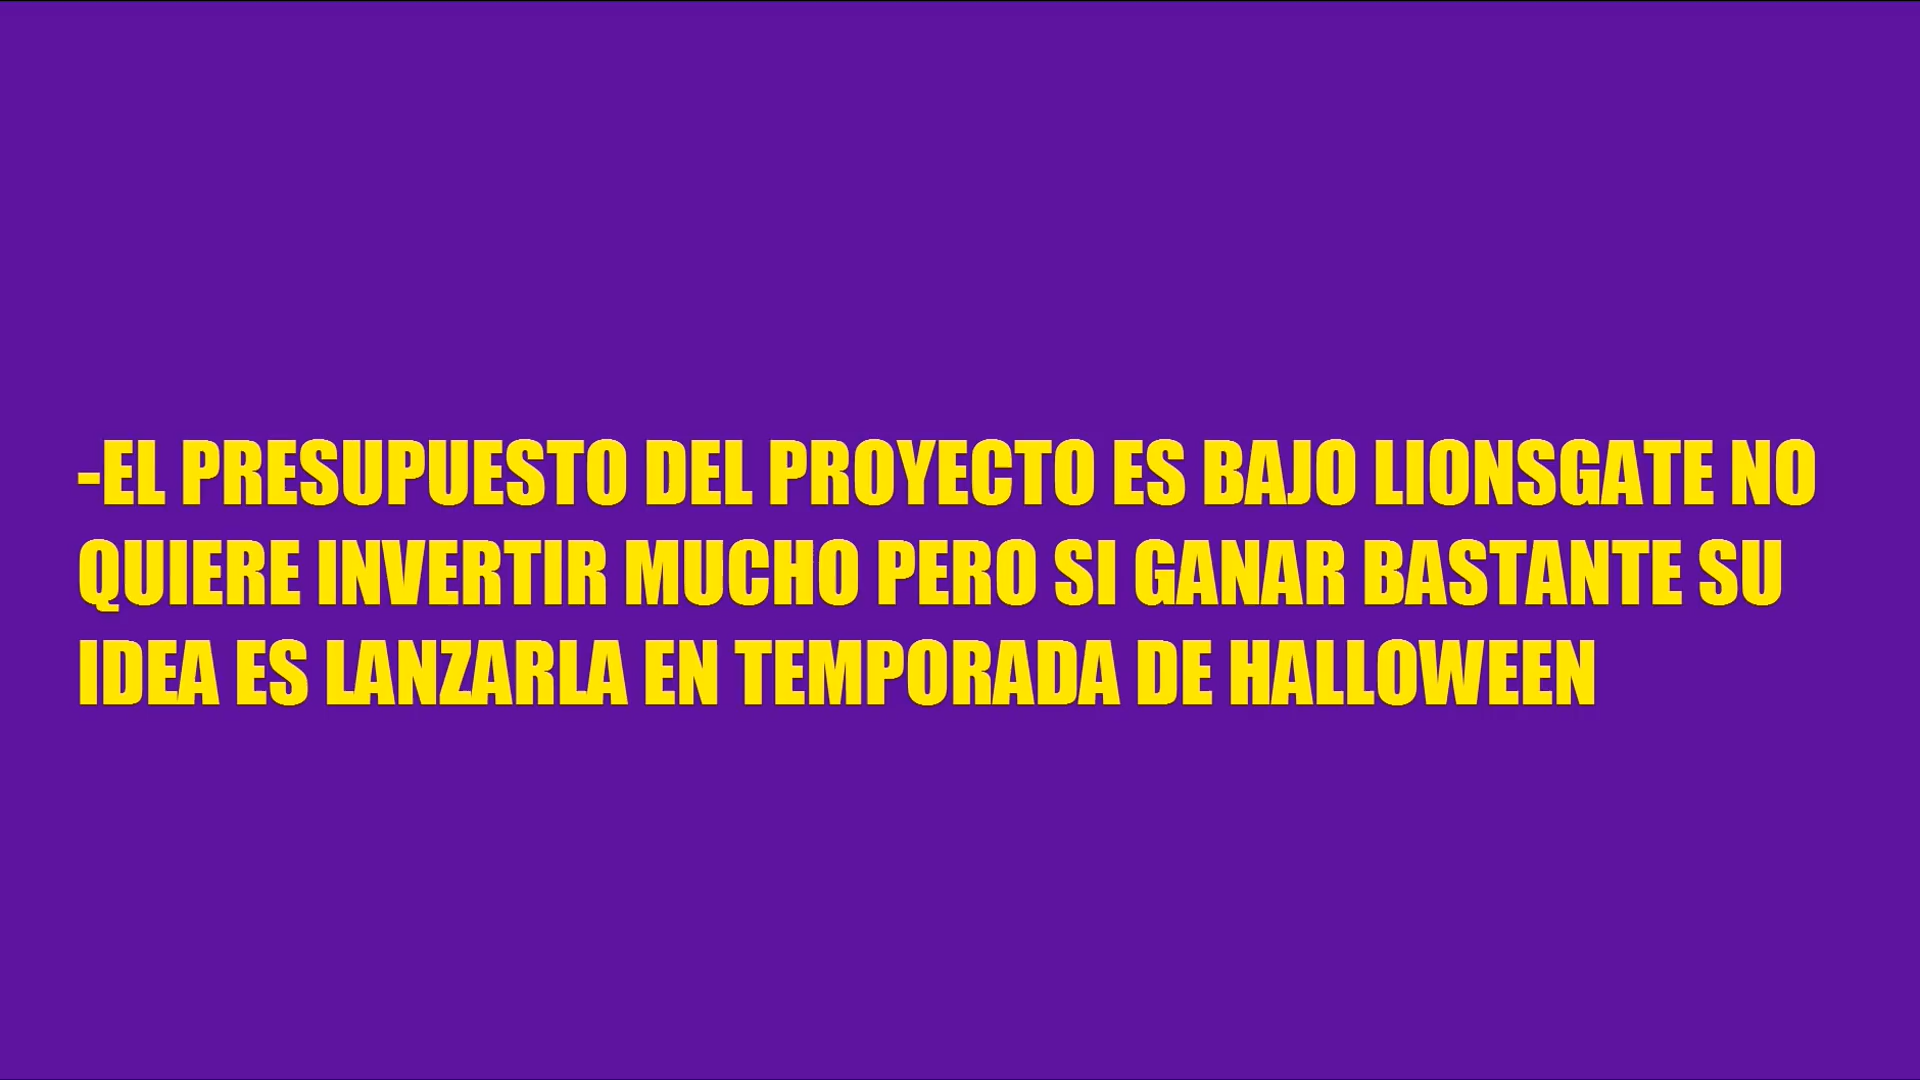 -EL PRESUPUESTO DEL PROYECTO ES BAJO LIONSGATE NO
QUIERE INVERTIR MUCHO PERO SI GANAR BASTANTE SU
IDEA ES LANZARLA EN TEMPORADA DE HALLOWEEN